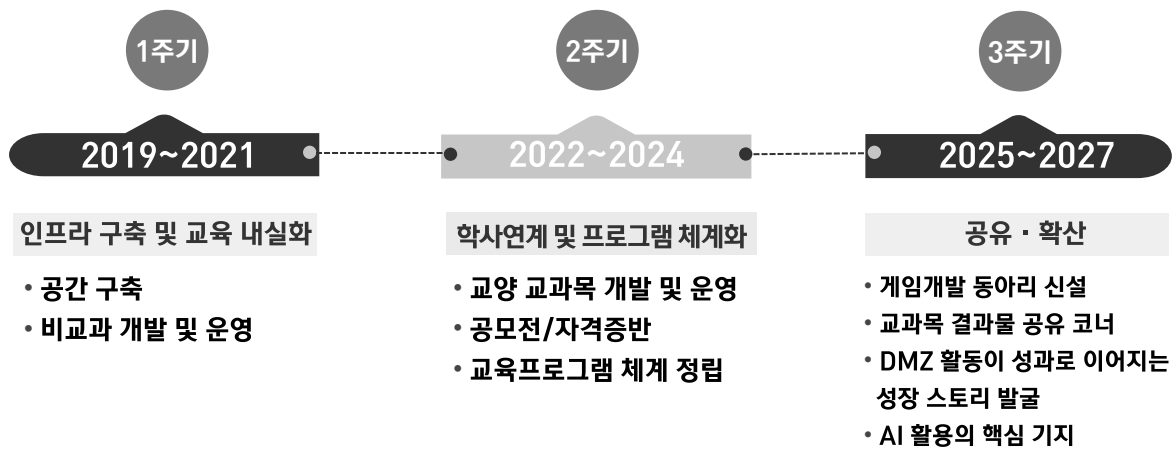 1주기
2019~2021
인프라 구축 및 교육 내실화
• 공간 구축
• 비교과 개발 및 운영
2주기
2022~2024
학사연계 및 프로그램 체계화
• 교양 교과목 개발 및 운영
• 공모전/자격증반
• 교육프로그램 체계 정립
3주기
2025~2027
공유 · 확산
• 게임개발 동아리 신설
• 교과목 결과물 공유 코너
• DMZ 활동이 성과로 이어지는
성장 스토리 발굴
• AI 활용의 핵심 기지